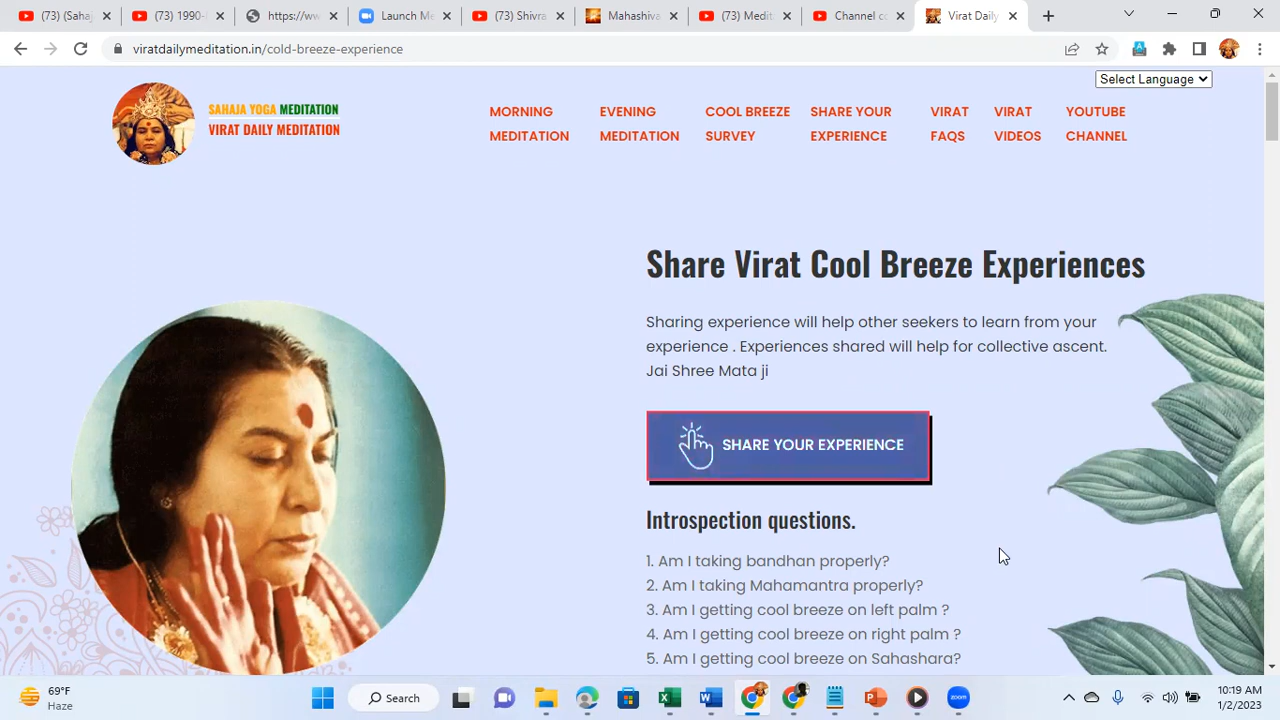 (73) (Sahaj
(73) 1990-
https://ww
Launch Me
(73) Shivra
Mahashiva
(73) Medit
Channel co
Virat Daily
viratdailymeditation.in/cold-breeze-experience
Select Language
SAHAJA YOGA MEDITATION
VIRAT DAILY MEDITATION
MORNING MEDITATION
EVENING MEDITATION
COOL BREEZE SURVEY
SHARE YOUR EXPERIENCE
VIRAT FAQS
VIRAT VIDEOS
YOUTUBE CHANNEL
Share Virat Cool Breeze Experiences
Sharing experience will help other seekers to learn from your
experience . Experiences shared will help for collective ascent.
Jai Shree Mata ji
SHARE YOUR EXPERIENCE
Introspection questions.
1. Am I taking bandhan properly?
2. Am I taking Mahamantra properly?
3. Am I getting cool breeze on left palm ?
4. Am I getting cool breeze on right palm ?
5. Am I getting cool breeze on Sahashara?
69°F
Haze
Search
zoom
10:19 AM
1/2/2023